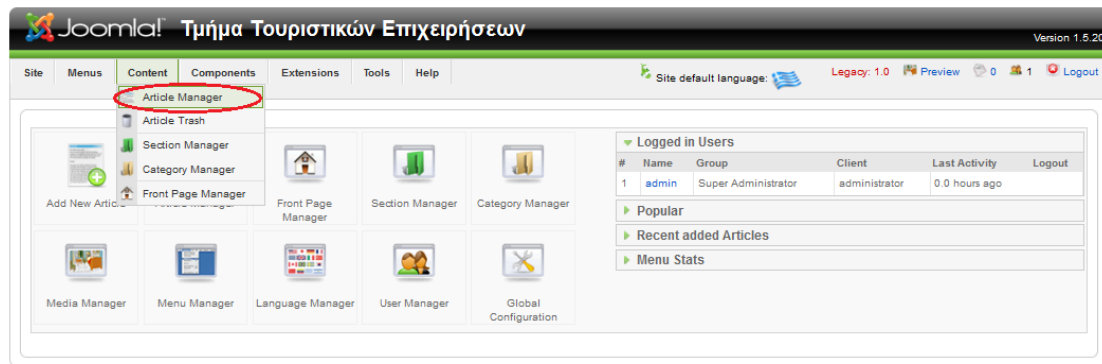 Joomla! Τμήμα Τουριστικών Επιχειρήσεων
Version 1.5.20
Site Menus Content Components Extensions Tools Help
Site default language:
Legacy: 1.0 Preview 0 1 Logout
Article Manager
Article Trash
Section Manager
Category Manager
Front Page Manager
Add New Article
Front Page
Manager
Section Manager
Category Manager
Media Manager
Menu Manager
Language Manager
User Manager
Global
Configuration
Logged in Users
# Name Group Client Last Activity Logout
1 admin Super Administrator administrator 0.0 hours ago
Popular
Recent added Articles
Menu Stats